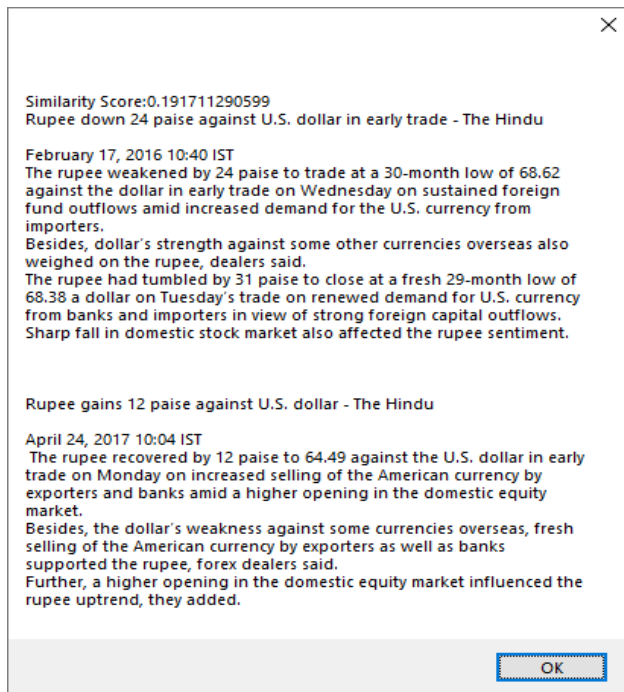 Similarity Score:0.191711290599
Rupee down 24 paise against U.S. dollar in early trade - The Hindu
February 17, 2016 10:40 IST
The rupee weakened by 24 paise to trade at a 30-month low of 68.62
against the dollar in early trade on Wednesday on sustained foreign
fund outflows amid increased demand for the U.S. currency from
importers.
Besides, dollar's strength against some other currencies overseas also
weighed on the rupee, dealers said.
The rupee had tumbled by 31 paise to close at a fresh 29-month low of
68.38 a dollar on Tuesday's trade on renewed demand for U.S. currency
from banks and importers in view of strong foreign capital outflows.
Sharp fall in domestic stock market also affected the rupee sentiment.
Rupee gains 12 paise against U.S. dollar - The Hindu
April 24, 2017 10:04 IST
The rupee recovered by 12 paise to 64.49 against the U.S. dollar in early
trade on Monday on increased selling of the American currency by
exporters and banks amid a higher opening in the domestic equity
market.
Besides, the dollar's weakness against some currencies overseas, fresh
selling of the American currency by exporters as well as banks
supported the rupee, forex dealers said.
Further, a higher opening in the domestic equity market influenced the
rupee uptrend, they added.
OK